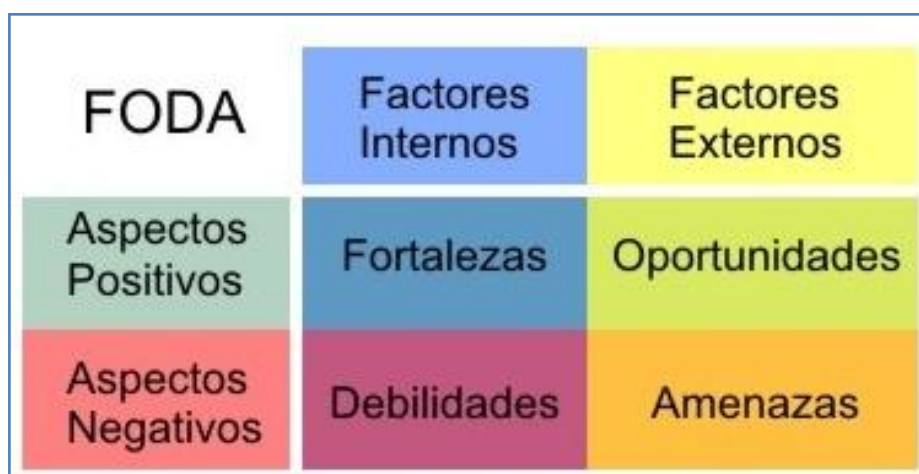 FODA
Factores
Internos
Factores
Externos
Aspectos
Positivos
Fortalezas
Oportunidades
Aspectos
Negativos
Debilidades
Amenazas